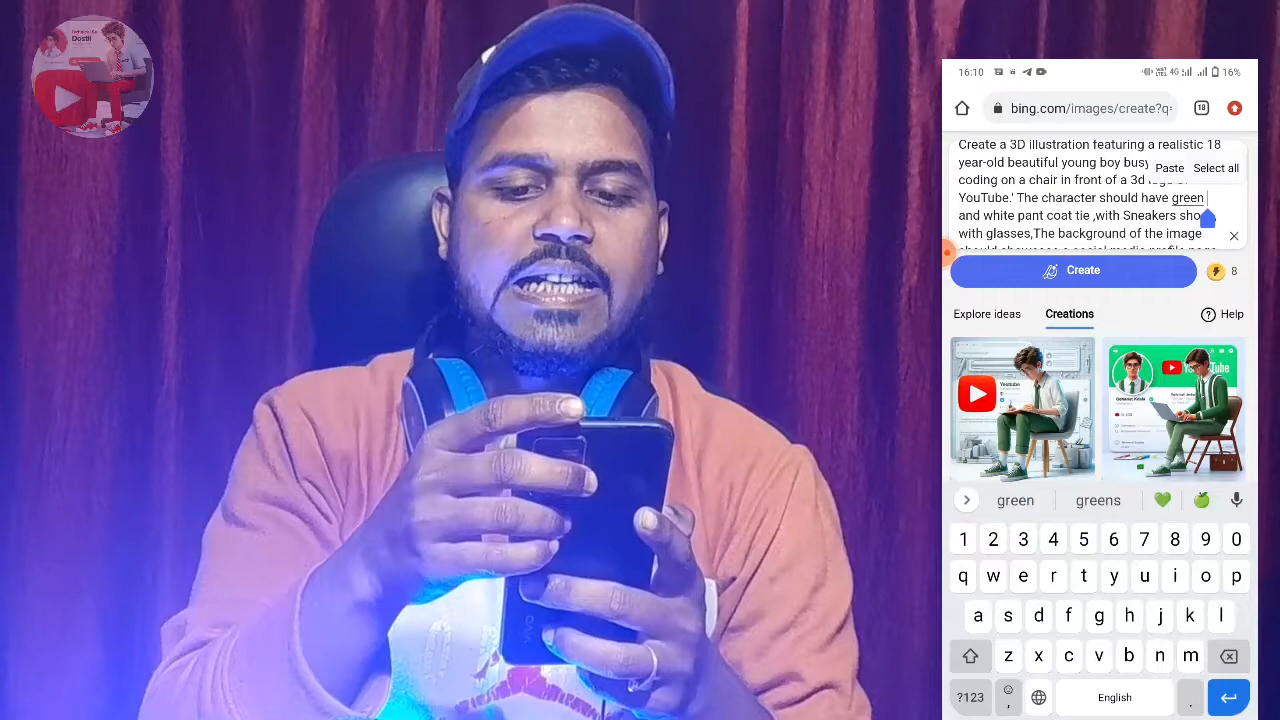 Dostii
16:10
4G
16%
bing.com/images/create?q=
18
Create a 3D illustration featuring a realistic 18
year-old beautiful young boy busy
Paste Select all
coding on a chair in front of a 3d
YouTube.' The character should have green
and white pant coat tie ,with Sneakers sho
with glasses,The background of the image
Create
8
Explore ideas Creations Help
green greens
1 2 3 4 5 6 7 8 9 0
q w e r t y u i o p
a s d f g h j k l
z x c v b n m
?123 , English .